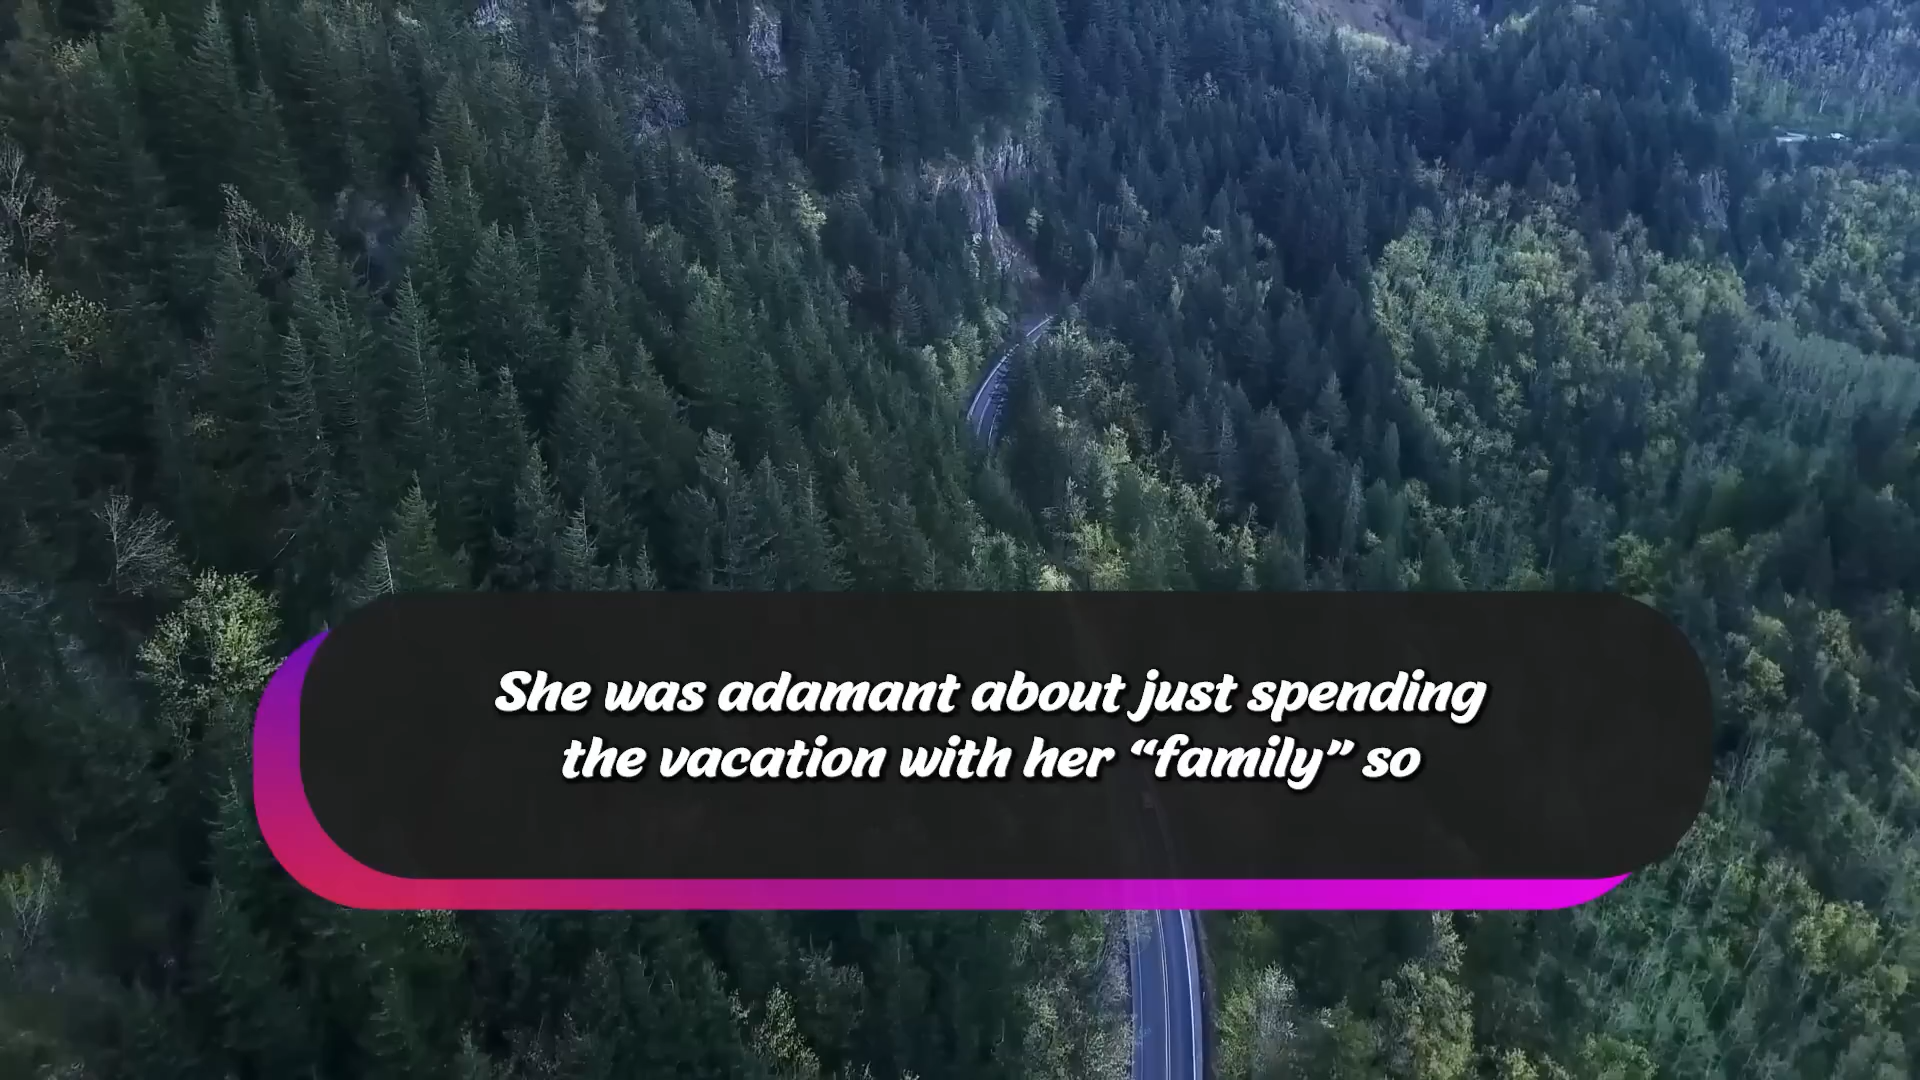 She was adamant about just spending
the vacation with her “family” so